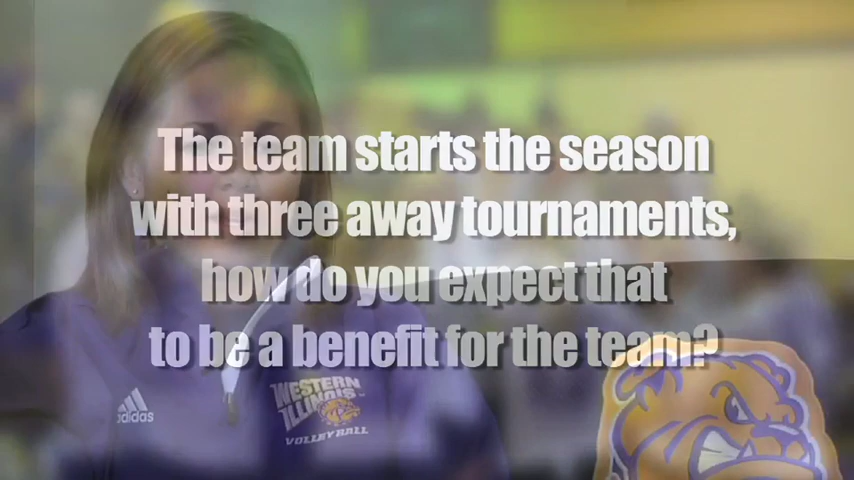 The team starts the season
with three away tournaments,
how do you expect that
to be a benefit for the team?
adidas
WESTERN
ILLINOIS
VOLLEYBALL